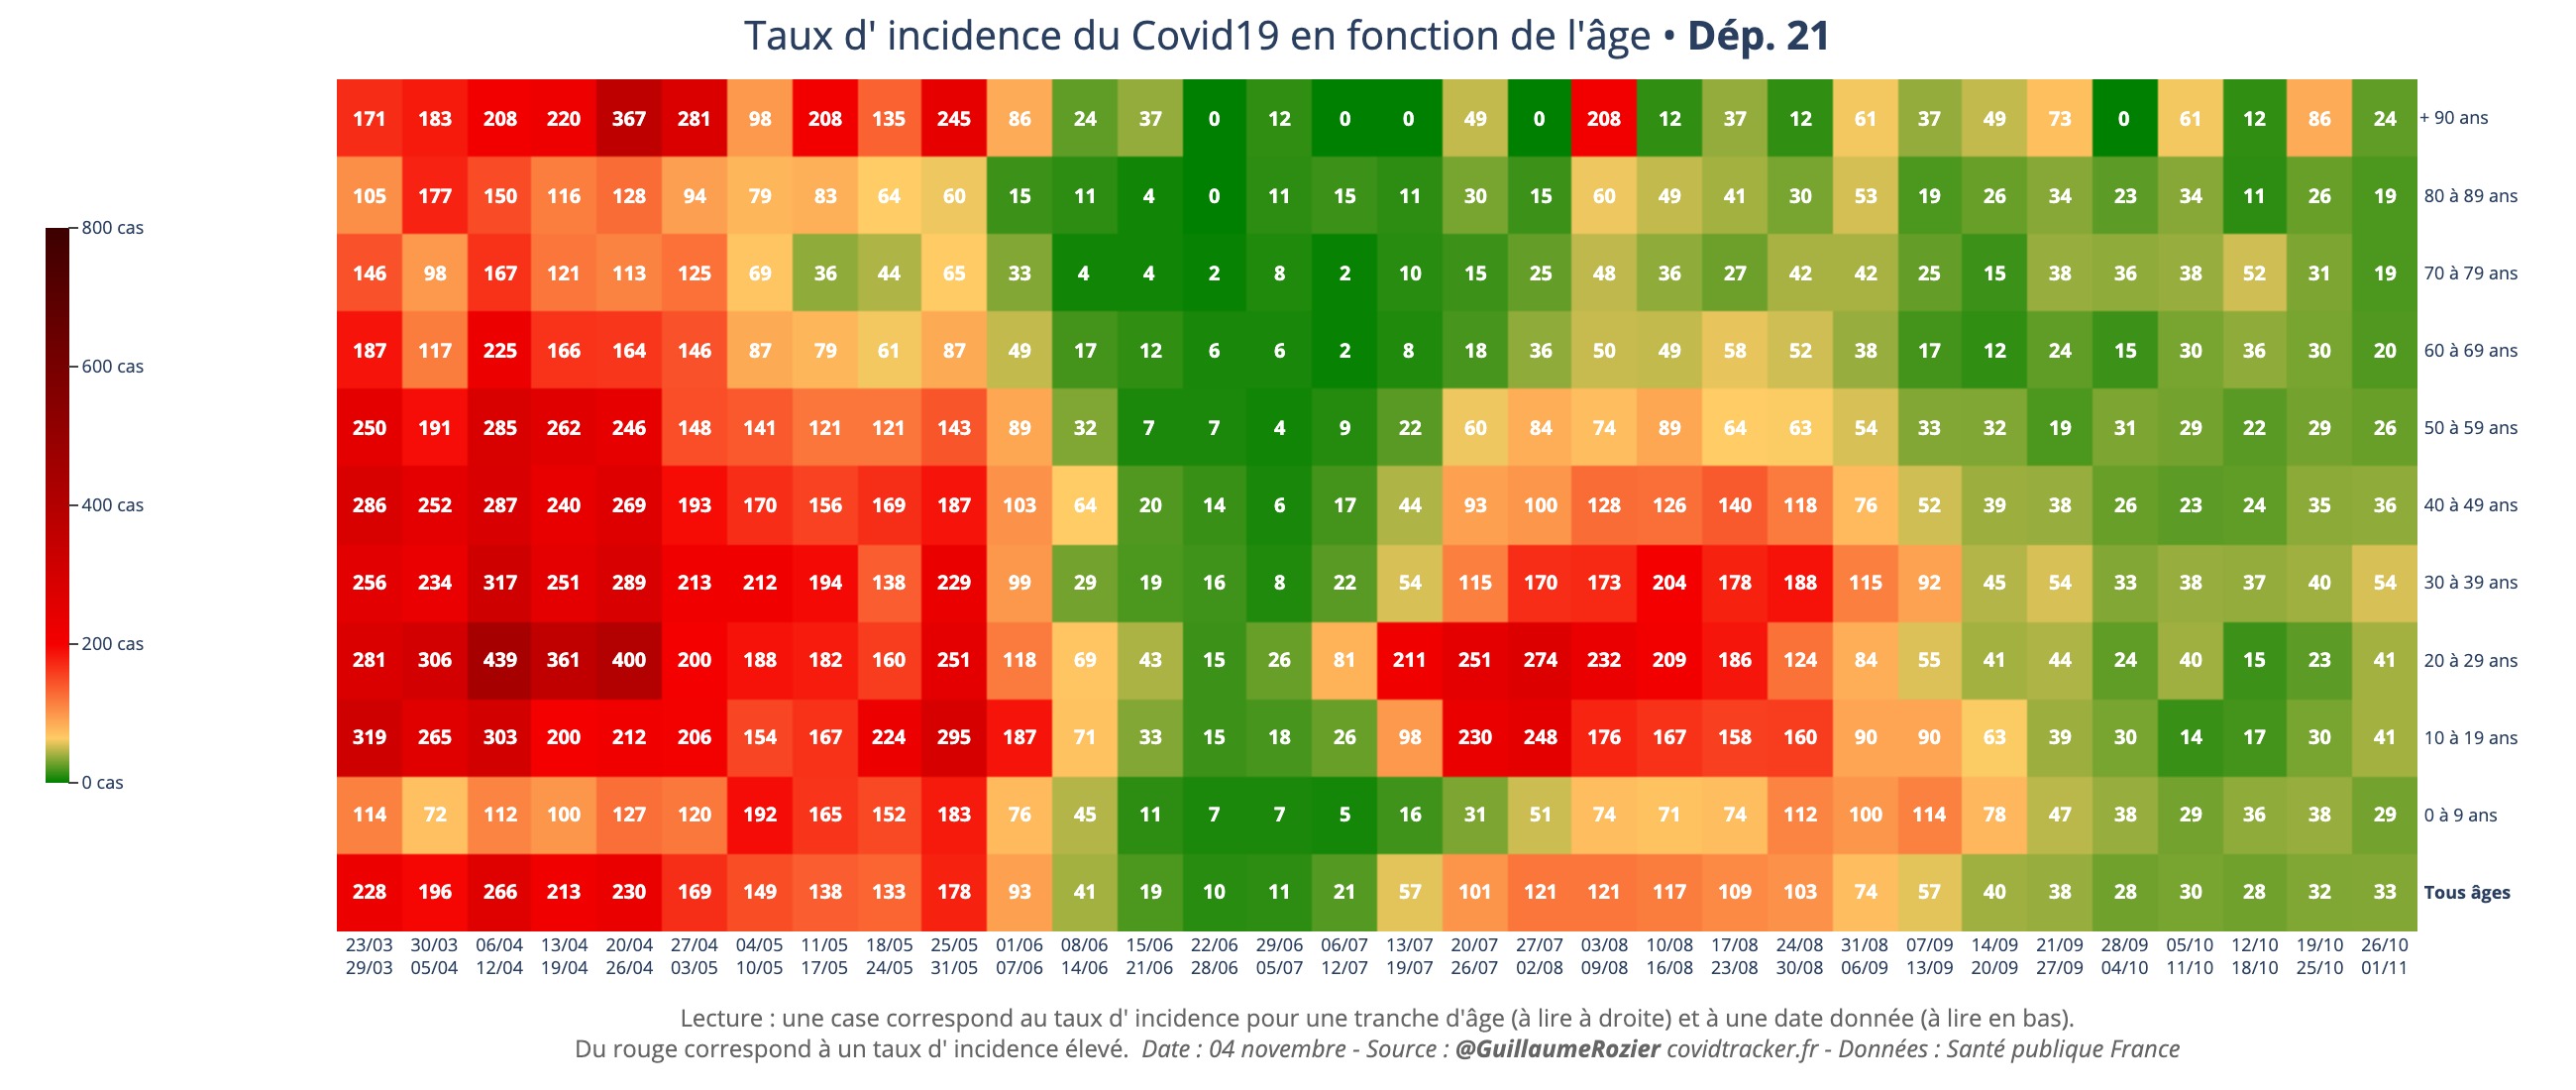 Taux d' incidence du Covid19 en fonction de l'âge • Dép. 21
800 cas
600 cas
400 cas
200 cas
0 cas
171 183 208 220 367 281 98 208 135 245 86 24 37 0 12 0 0 49 0 208 12 37 12 61 37 49 73 0 61 12 86 24 + 90 ans
105 177 150 116 128 94 79 83 64 60 15 11 4 0 11 15 11 30 15 60 49 41 30 53 19 26 34 23 34 11 26 19 80 à 89 ans
146 98 167 121 113 125 69 36 44 65 33 4 4 2 8 2 10 15 25 48 36 27 42 42 25 15 38 36 38 52 31 19 70 à 79 ans
187 117 225 166 164 146 87 79 61 87 49 17 12 6 6 2 8 18 36 50 49 58 52 38 17 12 24 15 30 36 30 20 60 à 69 ans
250 191 285 262 246 148 141 121 121 143 89 32 7 7 4 9 22 60 84 74 89 64 63 54 33 32 19 31 29 22 29 26 50 à 59 ans
286 252 287 240 269 193 170 156 169 187 103 64 20 14 6 17 44 93 100 128 126 140 118 76 52 39 38 26 23 24 35 36 40 à 49 ans
256 234 317 251 289 213 212 194 138 229 99 29 19 16 8 22 54 115 170 173 204 178 188 115 92 45 54 33 38 37 40 54 30 à 39 ans
281 306 439 361 400 200 188 182 160 251 118 69 43 15 26 81 211 251 274 232 209 186 124 84 55 41 44 24 40 15 23 41 20 à 29 ans
319 265 303 200 212 206 154 167 224 295 187 71 33 15 18 26 98 230 248 176 167 158 160 90 90 63 39 30 14 17 30 41 10 à 19 ans
114 72 112 100 127 120 192 165 152 183 76 45 11 7 7 5 16 31 51 74 71 74 112 100 114 78 47 38 29 36 38 29 0 à 9 ans
228 196 266 213 230 169 149 138 133 178 93 41 19 10 11 21 57 101 121 121 117 109 103 74 57 40 38 28 30 28 32 33 Tous âges
23/03 30/03 06/04 13/04 20/04 27/04 04/05 11/05 18/05 25/05 01/06 08/06 15/06 22/06 29/06 06/07 13/07 20/07 27/07 03/08 10/08 17/08 24/08 31/08 07/09 14/09 21/09 28/09 05/10 12/10 19/10 26/10
29/03 05/04 12/04 19/04 26/04 03/05 10/05 17/05 24/05 31/05 07/06 14/06 21/06 28/06 05/07 12/07 19/07 26/07 02/08 09/08 16/08 23/08 30/08 06/09 13/09 20/09 27/09 04/10 11/10 18/10 25/10 01/11
Lecture : une case correspond au taux d' incidence pour une tranche d'âge (à lire à droite) et à une date donnée (à lire en bas).
Du rouge correspond à un taux d' incidence élevé. Date : 04 novembre - Source : @GuillaumeRozier covidtracker.fr - Données : Santé publique France